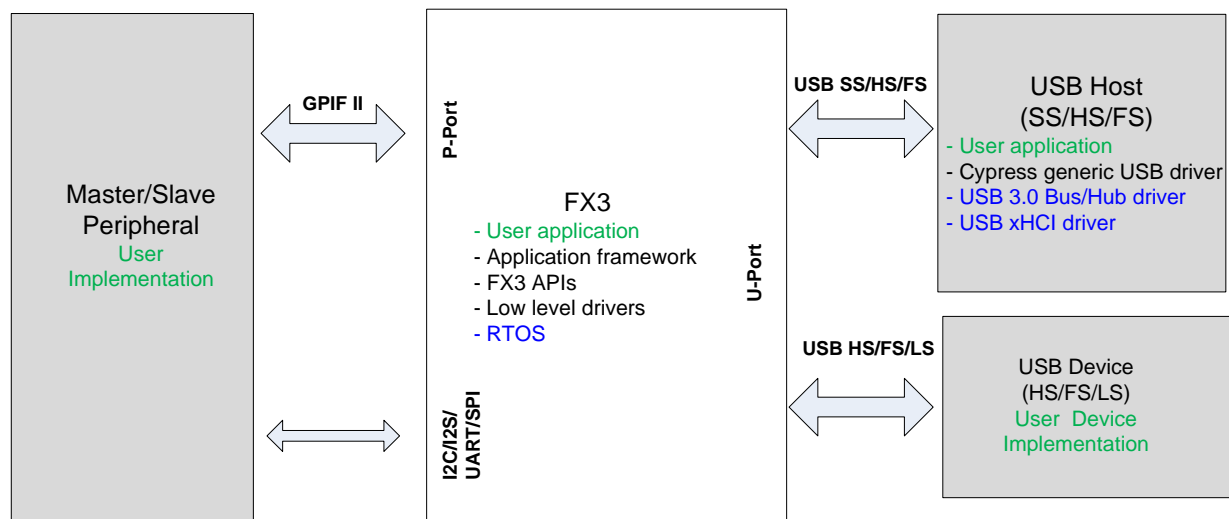 Master/Slave
Peripheral
User
Implementation
GPIF II
P-Port
I2C/I2S/
UART/SPI
FX3
- User application
- Application framework
- FX3 APIs
- Low level drivers
- RTOS
U-Port
USB SS/HS/FS
USB Host
(SS/HS/FS)
- User application
- Cypress generic USB driver
- USB 3.0 Bus/Hub driver
- USB xHCI driver
USB HS/FS/LS
USB Device
(HS/FS/LS)
User Device
Implementation